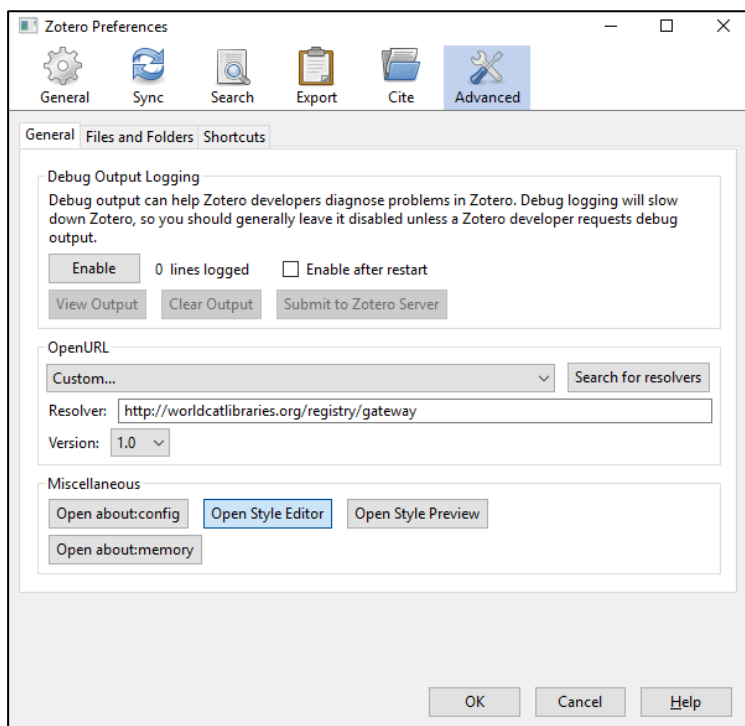 Zotero Preferences
General Sync Search Export Cite Advanced
General Files and Folders Shortcuts
Debug Output Logging
Debug output can help Zotero developers diagnose problems in Zotero. Debug logging will slow
down Zotero, so you should generally leave it disabled unless a Zotero developer requests debug
output.
Enable 0 lines logged Enable after restart
View Output Clear Output Submit to Zotero Server
OpenURL
Custom... Search for resolvers
Resolver: http://worldcatlibraries.org/registry/gateway
Version: 1.0
Miscellaneous
Open about:config Open Style Editor Open Style Preview
Open about:memory
OK Cancel Help